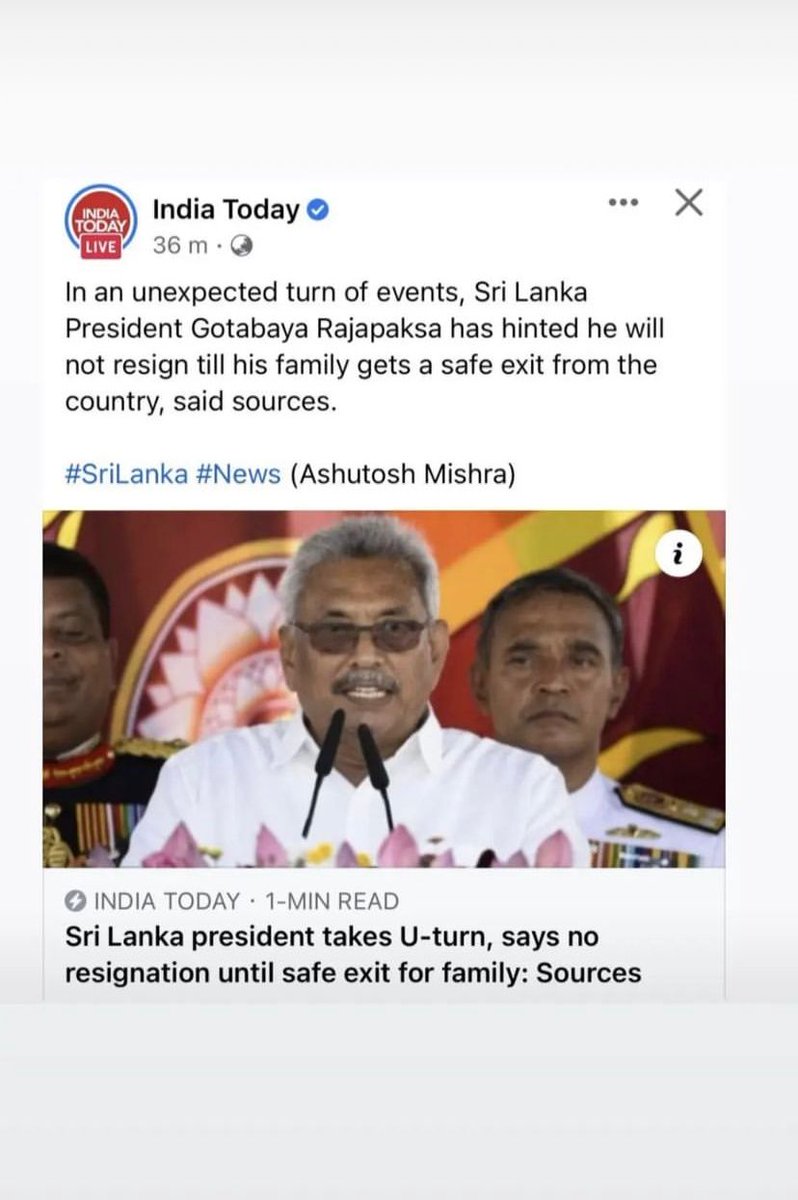 INDIA
TODAY
LIVE
India Today
36 m ·
In an unexpected turn of events, Sri Lanka
President Gotabaya Rajapaksa has hinted he will
not resign till his family gets a safe exit from the
country, said sources.
#SriLanka #News (Ashutosh Mishra)
i
INDIA TODAY · 1-MIN READ
Sri Lanka president takes U-turn, says no
resignation until safe exit for family: Sources